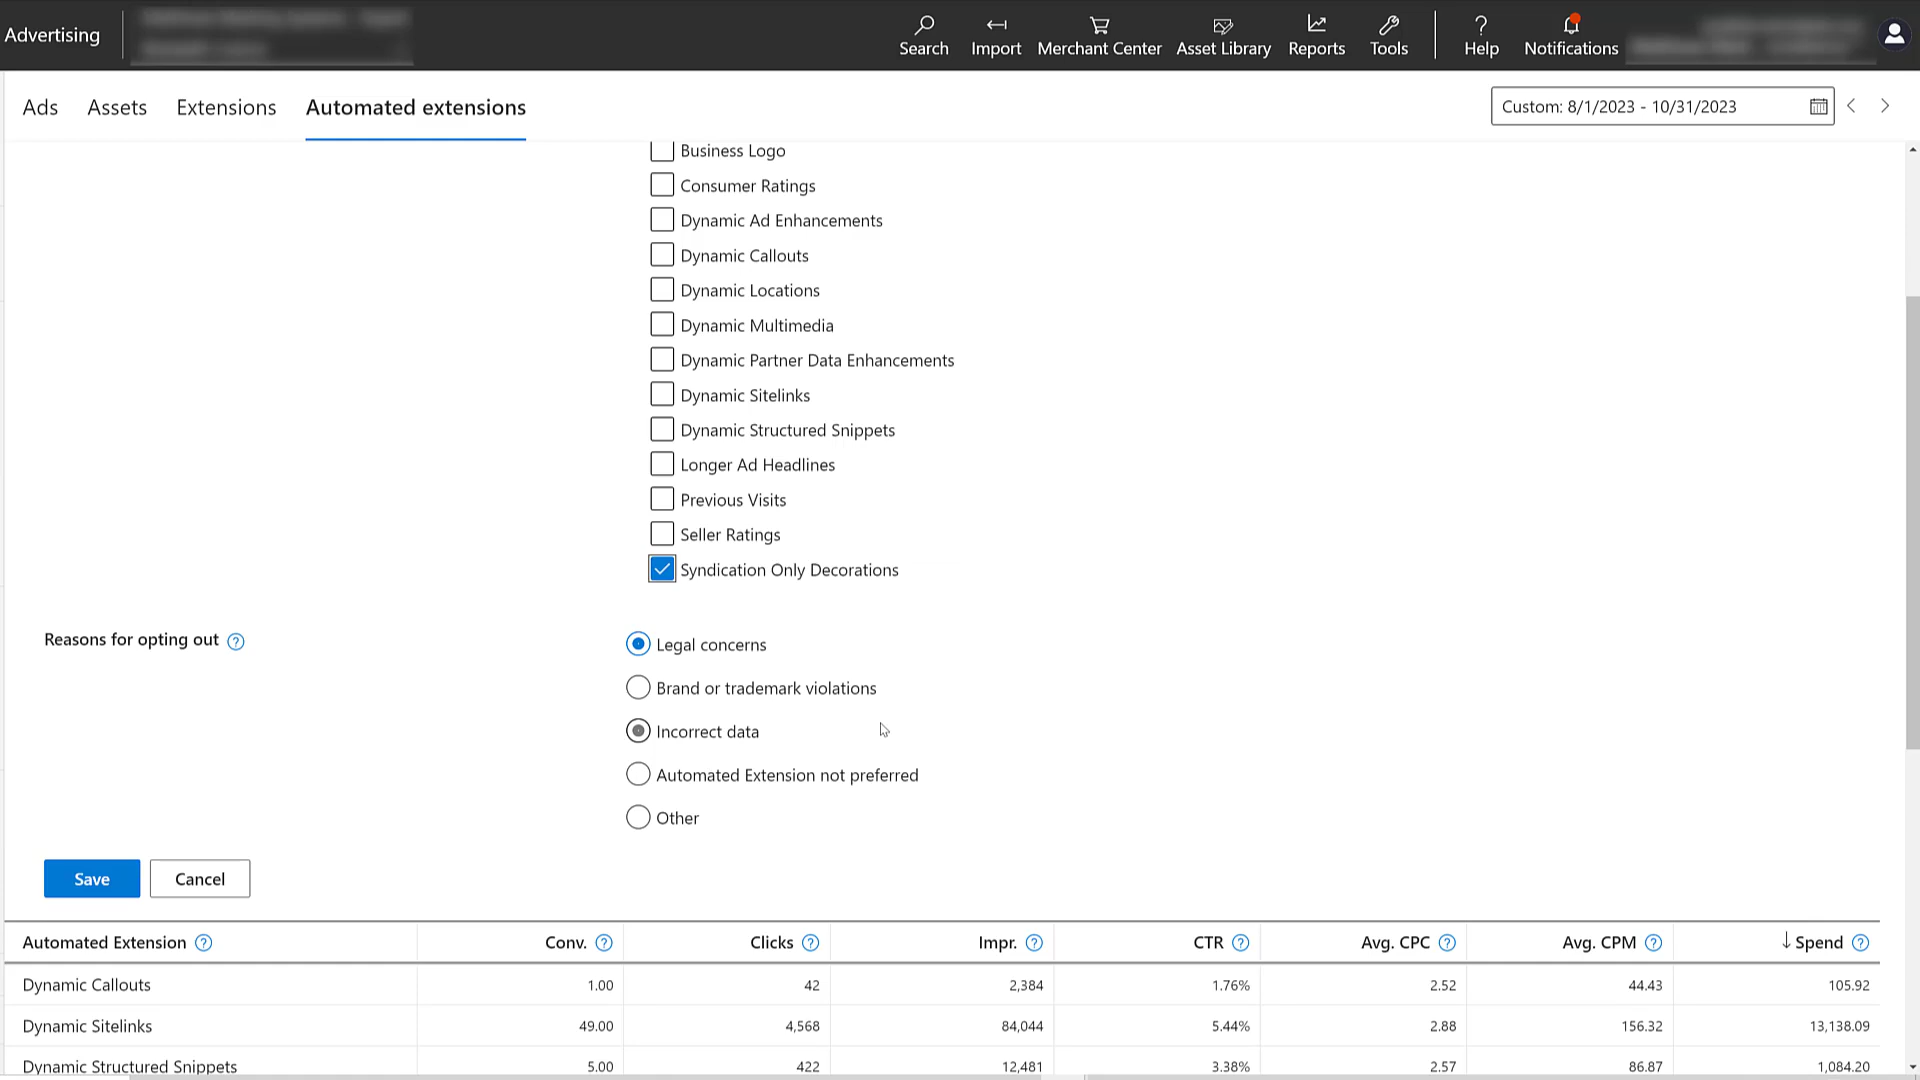 Advertising
Search
Import
Merchant Center
Asset Library
Reports
Tools
Help
Notifications
Ads
Assets
Extensions
Automated extensions
Custom: 8/1/2023 - 10/31/2023
Business Logo
Consumer Ratings
Dynamic Ad Enhancements
Dynamic Callouts
Dynamic Locations
Dynamic Multimedia
Dynamic Partner Data Enhancements
Dynamic Sitelinks
Dynamic Structured Snippets
Longer Ad Headlines
Previous Visits
Seller Ratings
Syndication Only Decorations
Reasons for opting out
Legal concerns
Brand or trademark violations
Incorrect data
Automated Extension not preferred
Other
Save
Cancel
Automated Extension Conv. Clicks Impr. CTR Avg. CPC Avg. CPM Spend
Dynamic Callouts 1.00 42 2,384 1.76% 2.52 44.43 105.92
Dynamic Sitelinks 49.00 4,568 84,044 5.44% 2.88 156.32 13,138.09
Dynamic Structured Snippets 5.00 422 12,481 3.38% 2.57 86.87 1,084.20